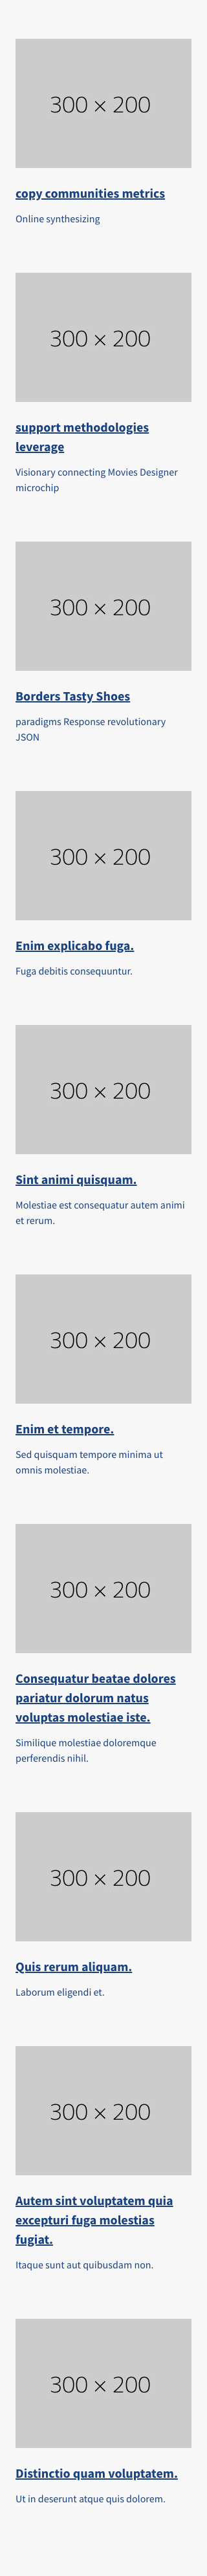 300 × 200
copy communities metrics
Online synthesizing
300 × 200
support methodologies
leverage
Visionary connecting Movies Designer
microchip
300 × 200
Borders Tasty Shoes
paradigms Response revolutionary
JSON
300 × 200
Enim explicabo fuga.
Fuga debitis consequuntur.
300 × 200
Sint animi quisquam.
Molestiae est consequatur autem animi
et rerum.
300 × 200
Enim et tempore.
Sed quisquam tempore minima ut
omnis molestiae.
300 × 200
Consequatur beatae dolores
pariatur dolorum natus
voluptas molestiae iste.
Similique molestiae doloremque
perferendis nihil.
300 × 200
Quis rerum aliquam.
Laborum eligendi et.
300 × 200
Autem sint voluptatem quia
excepturi fuga molestias
fugiat.
Itaque sunt aut quibusdam non.
300 × 200
Distinctio quam voluptatem.
Ut in deserunt atque quis dolorem.